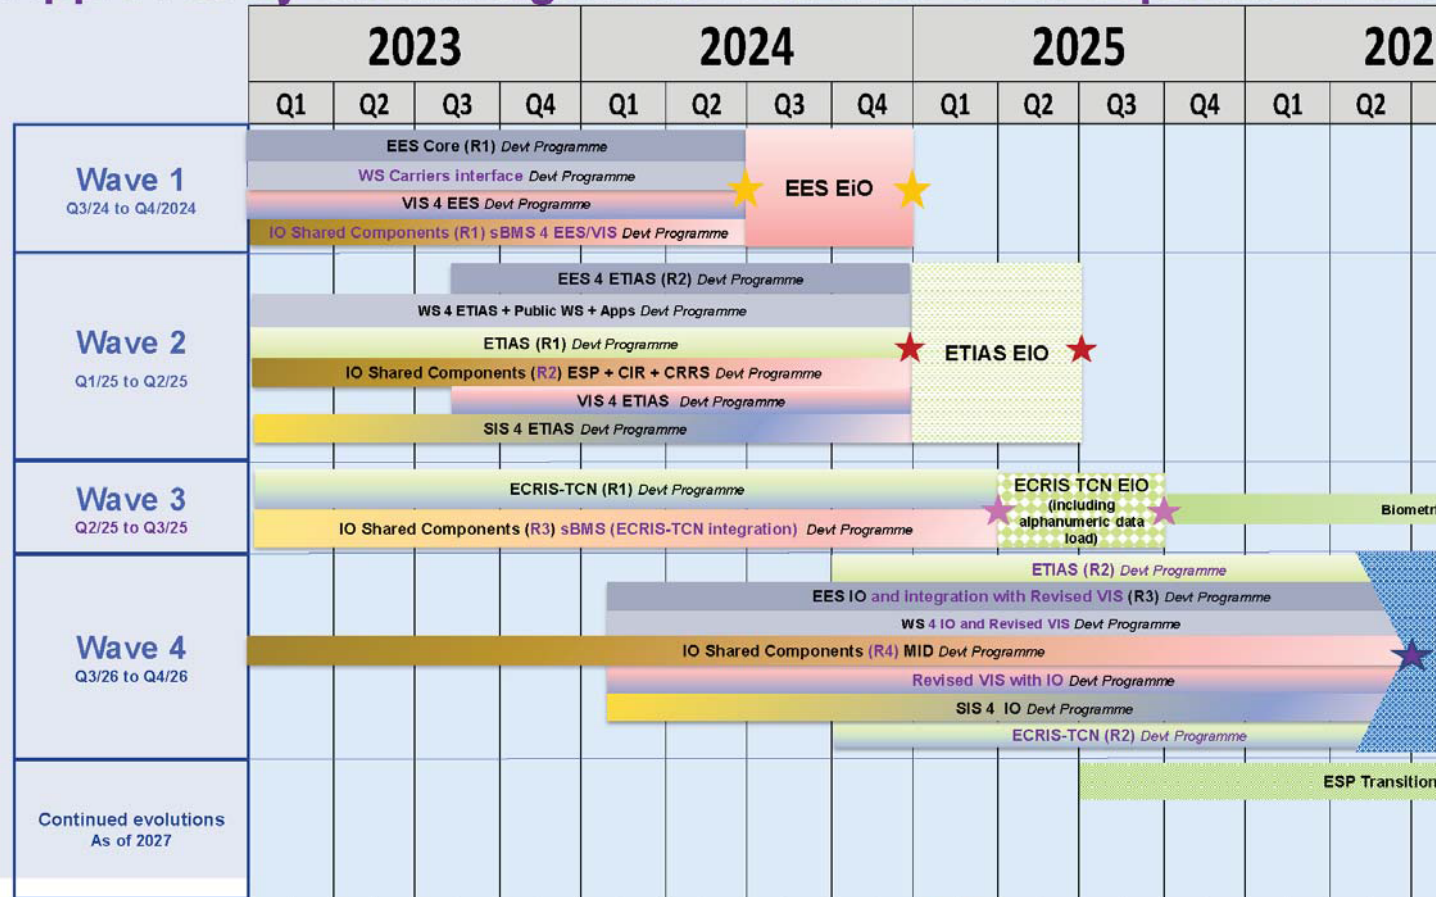 2023 2024 2025 202
Q1 Q2 Q3 Q4 Q1 Q2 Q3 Q4 Q1 Q2 Q3 Q4 Q1 Q2
Wave 1
Q3/24 to Q4/2024
EES Core (R1) Devt Programme
WS Carriers interface Devt Programme
VIS 4 EES Devt Programme
IO Shared Components (R1) sBMS 4 EES/VIS Devt Programme
EES EiO
Wave 2
Q1/25 to Q2/25
EES 4 ETIAS (R2) Devt Programme
WS 4 ETIAS + Public WS + Apps Devt Programme
ETIAS (R1) Devt Programme
IO Shared Components (R2) ESP + CIR + CRRS Devt Programme
VIS 4 ETIAS Devt Programme
SIS 4 ETIAS Devt Programme
ETIAS EIO
Wave 3
Q2/25 to Q3/25
ECRIS-TCN (R1) Devt Programme
IO Shared Components (R3) sBMS (ECRIS-TCN integration) Devt Programme
ECRIS TCN EIO
(including
alphanumeric data
load)
Biometr
Wave 4
Q3/26 to Q4/26
ETIAS (R2) Devt Programme
EES IO and integration with Revised VIS (R3) Devt Programme
WS 4 IO and Revised VIS Devt Programme
IO Shared Components (R4) MID Devt Programme
Revised VIS with IO Devt Programme
SIS 4 IO Devt Programme
ECRIS-TCN (R2) Devt Programme
Continued evolutions
As of 2027
ESP Transition